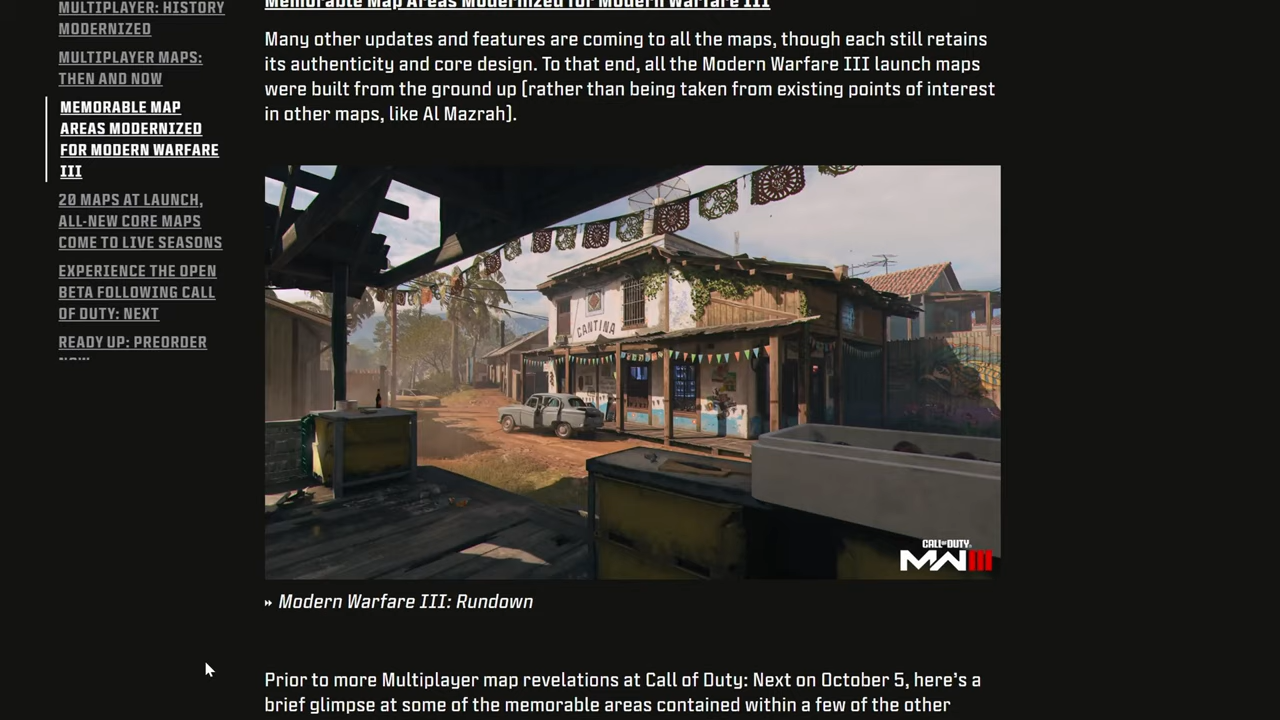 MULTIPLAYER: HISTORY
MODERNIZED
MULTIPLAYER MAPS:
THEN AND NOW
MEMORABLE MAP
AREAS MODERNIZED
FOR MODERN WARFARE
III
20 MAPS AT LAUNCH,
ALL-NEW CORE MAPS
COME TO LIVE SEASONS
EXPERIENCE THE OPEN
BETA FOLLOWING CALL
OF DUTY: NEXT
READY UP: PREORDER
NOW
Memorable Map Areas Modernized for Modern Warfare III
Many other updates and features are coming to all the maps, though each still retains
its authenticity and core design. To that end, all the Modern Warfare III launch maps
were built from the ground up [rather than being taken from existing points of interest
in other maps, like Al Mazrah].
CANTINA
CALL OF DUTY
MWIII
Modern Warfare III: Rundown
Prior to more Multiplayer map revelations at Call of Duty: Next on October 5, here's a
brief glimpse at some of the memorable areas contained within a few of the other